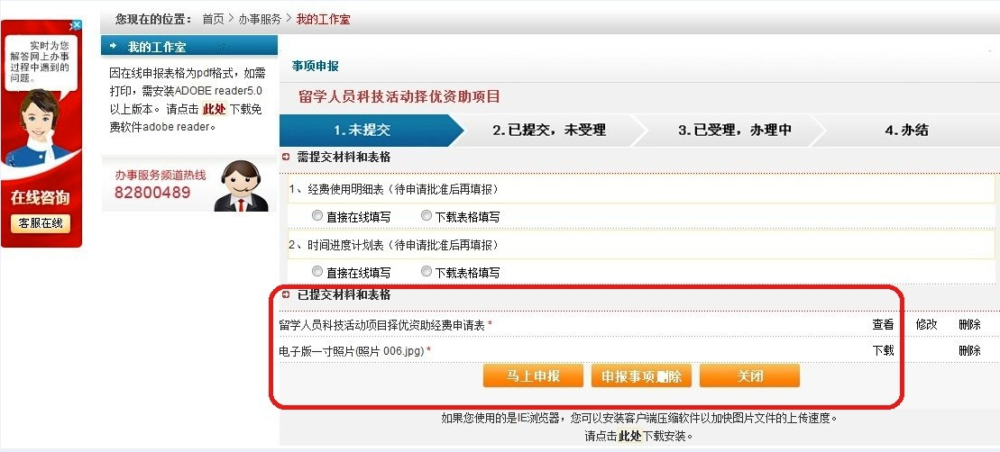 您现在的位置： 首页 > 办事服务 > 我的工作室
实时为您
解答网上办事
过程中遇到的
问题。
在线咨询
客服在线
我的工作室
因在线申报表格为pdf格式，如需
打印，需安装ADOBE reader5.0
以上版本。 请点击 此处 下载免
费软件adobe reader。
办事服务频道热线
82800489
事项申报
留学人员科技活动择优资助项目
1.未提交 2.已提交，未受理 3.已受理，办理中 4.办结
需提交材料和表格
1、经费使用明细表（待申请批准后再填报）
直接在线填写 下载表格填写
2、时间进度计划表（待申请批准后再填报）
直接在线填写 下载表格填写
已提交材料和表格
留学人员科技活动项目择优资助经费申请表 * 查看 修改 删除
电子版一寸照片(照片 006.jpg) * 下载 删除
马上申报 申报事项删除 关闭
如果您使用的是IE浏览器，您可以安装客户端压缩软件以加快图片文件的上传速度。
请点击此处下载安装。